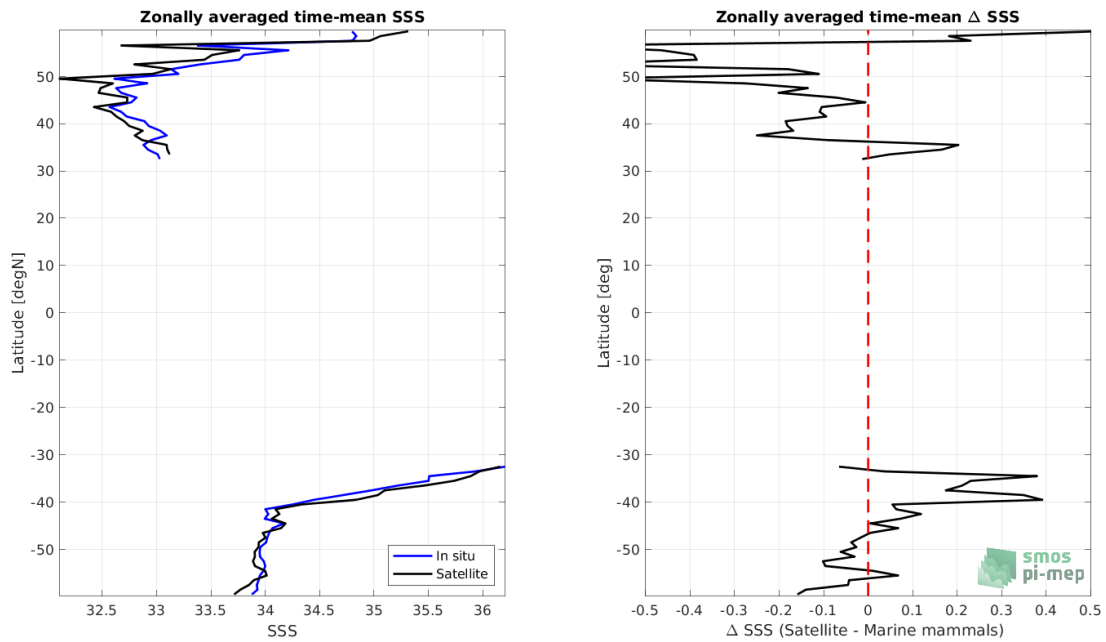 Zonally averaged time-mean SSS
Latitude [degN]
50
40
30
20
10
0
-10
-20
-30
-40
-50
32.5 33 33.5 34 34.5 35 35.5 36
SSS
In situ
Satellite
Zonally averaged time-mean Δ SSS
Latitude [deg]
50
40
30
20
10
0
-10
-20
-30
-40
-50
-0.5 -0.4 -0.3 -0.2 -0.1 0 0.1 0.2 0.3 0.4 0.5
Δ SSS (Satellite - Marine mammals)
smos
pi-mep